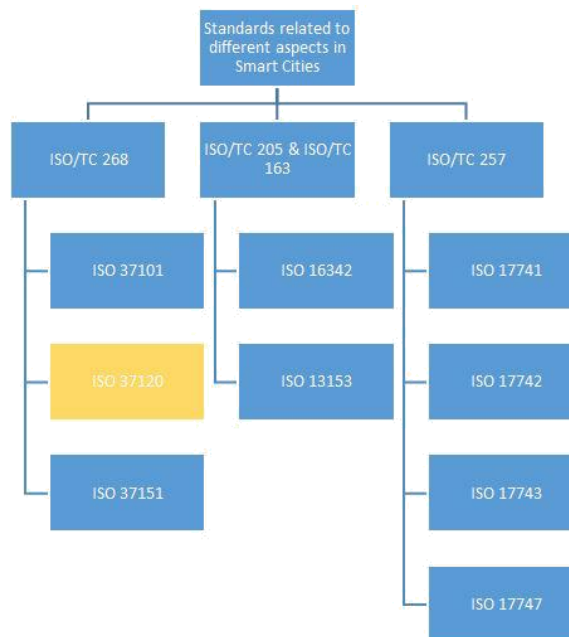 Standards related to
different aspects in
Smart Cities
ISO/TC 268
ISO/TC 205 & ISO/TC
163
ISO/TC 257
ISO 37101
ISO 16342
ISO 17741
ISO 37120
ISO 13153
ISO 17742
ISO 37151
ISO 17743
ISO 17747